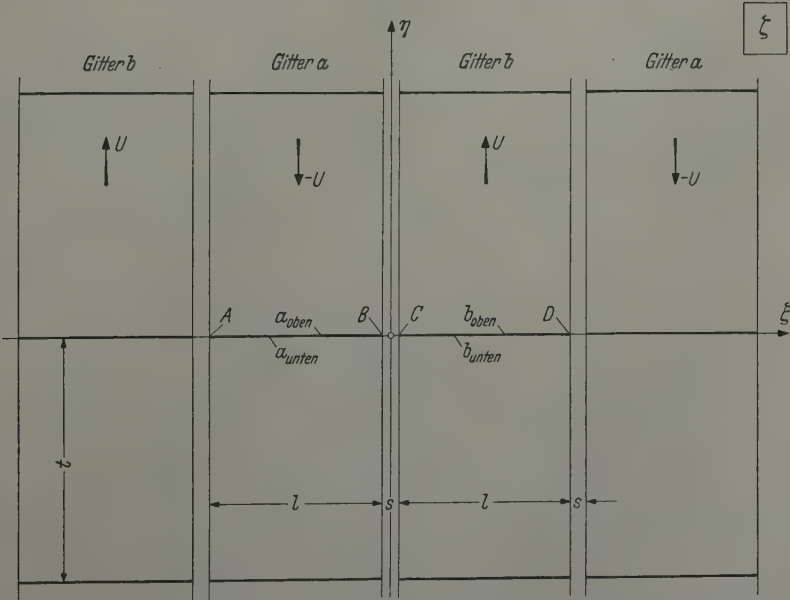 ζ
η
Gitter b Gitter a Gitter b Gitter a
U -U U -U
A a_oben B C b_oben D ξ
a_unten b_unten
t
l s l s